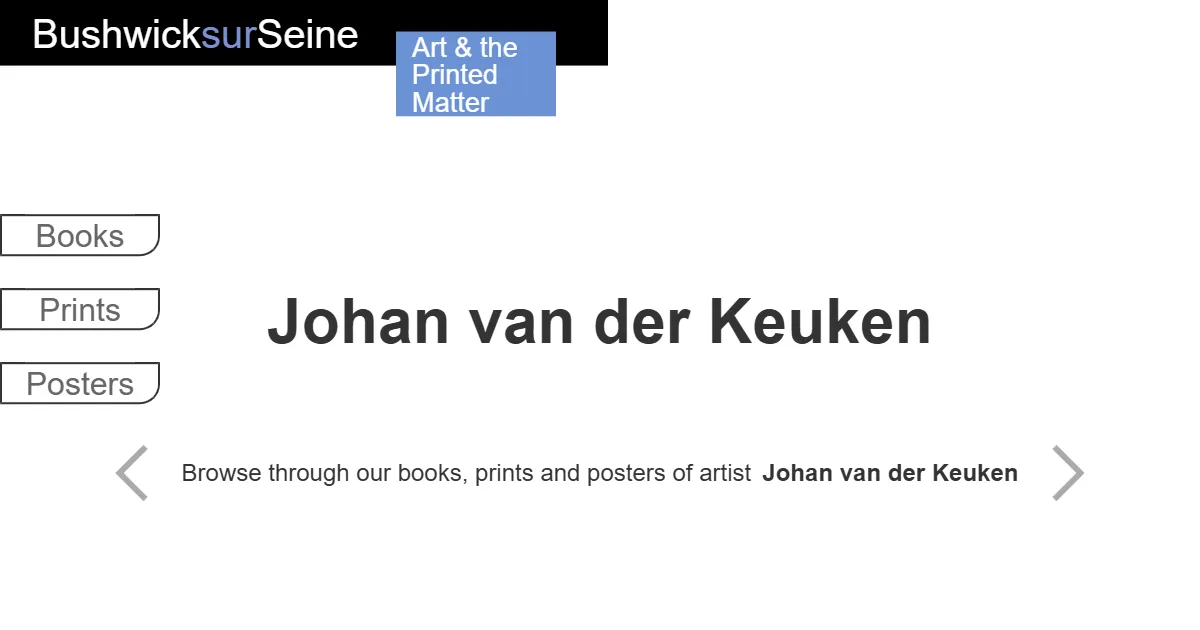 BushwicksurSeine
Art & the
Printed
Matter
Books
Prints
Posters
Johan van der Keuken
Browse through our books, prints and posters of artist Johan van der Keuken